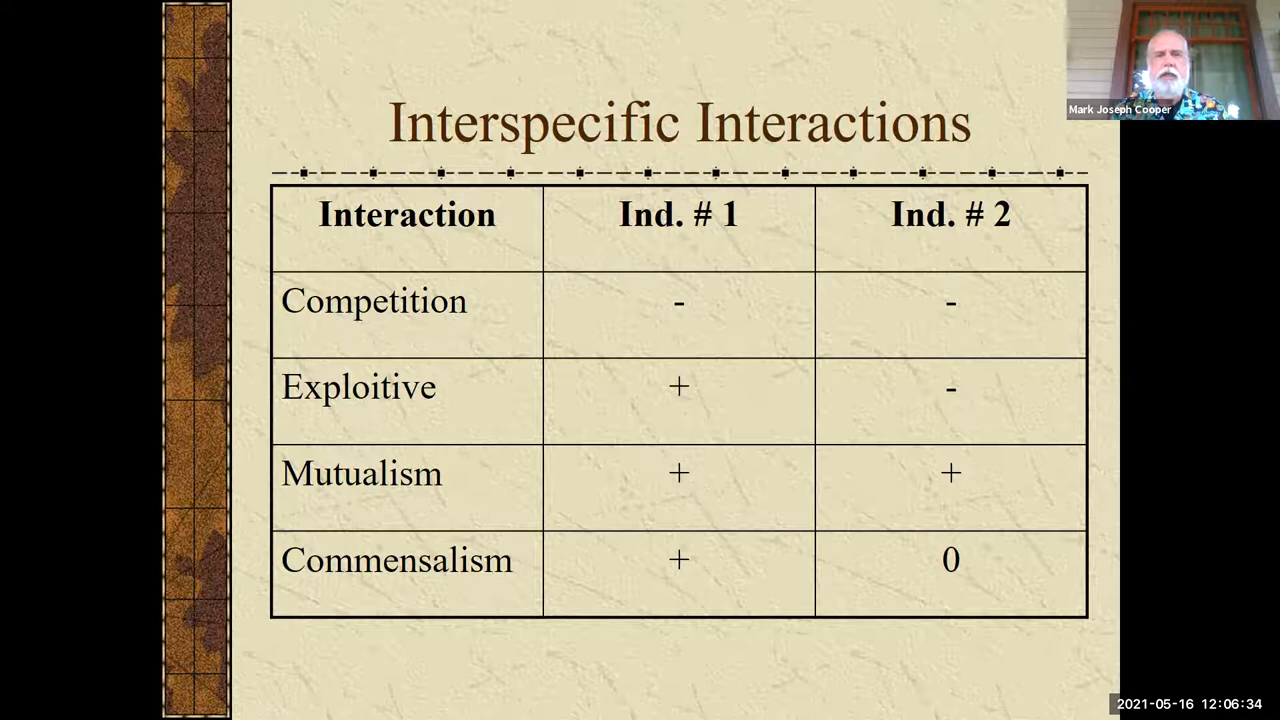 Interspecific Interactions
Mark Joseph Cooper
Interaction Ind. # 1 Ind. # 2
Competition - -
Exploitive + -
Mutualism + +
Commensalism + 0
2021-05-16 12:06:34